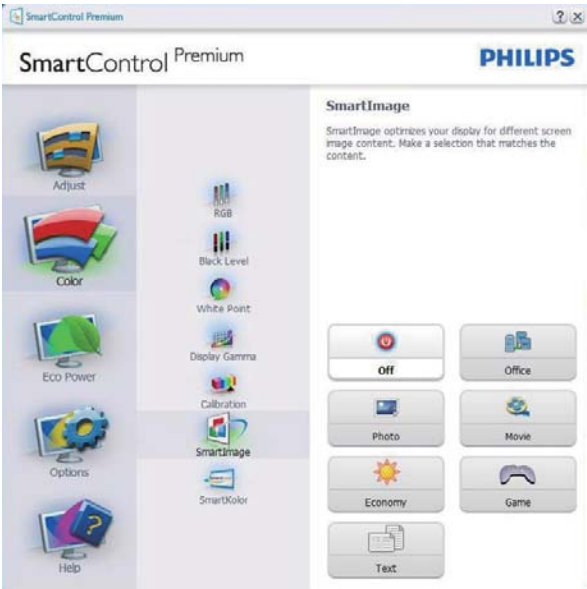 SmartControl Premium
? x
SmartControl Premium
PHILIPS
Adjust
Color
Eco Power
Options
Help
RGB
Black Level
White Point
Display Gamma
Calibration
SmartImage
SmartKolor
SmartImage
SmartImage optimizes your display for different screen
image content. Make a selection that matches the
content.
Off
Office
Photo
Movie
Economy
Game
Text